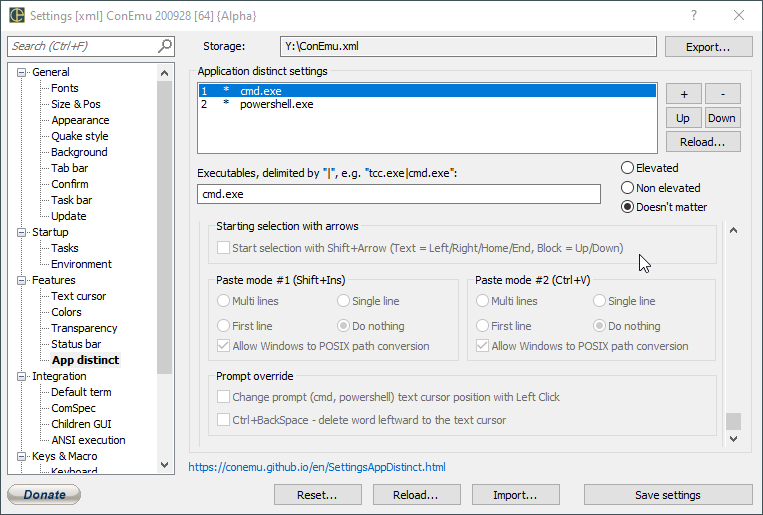 Settings [xml] ConEmu 200928 [64] {Alpha}
Search (Ctrl+F)
Storage:
Y:\ConEmu.xml
Export...
General
Fonts
Size & Pos
Appearance
Quake style
Background
Tab bar
Confirm
Task bar
Update
Startup
Tasks
Environment
Features
Text cursor
Colors
Transparency
Status bar
App distinct
Integration
Default term
ComSpec
Children GUI
ANSI execution
Keys & Macro
Keyboard
Application distinct settings
1 * cmd.exe
2 * powershell.exe
+ -
Up Down
Reload...
Executables, delimited by "|", e.g. "tcc.exe|cmd.exe":
cmd.exe
Elevated
Non elevated
Doesn't matter
Starting selection with arrows
Start selection with Shift+Arrow (Text = Left/Right/Home/End, Block = Up/Down)
Paste mode #1 (Shift+Ins)
Multi lines Single line
First line Do nothing
Allow Windows to POSIX path conversion
Paste mode #2 (Ctrl+V)
Multi lines Single line
First line Do nothing
Allow Windows to POSIX path conversion
Prompt override
Change prompt (cmd, powershell) text cursor position with Left Click
Ctrl+BackSpace - delete word leftward to the text cursor
https://conemu.github.io/en/SettingsAppDistinct.html
Donate
Reset...
Reload...
Import...
Save settings